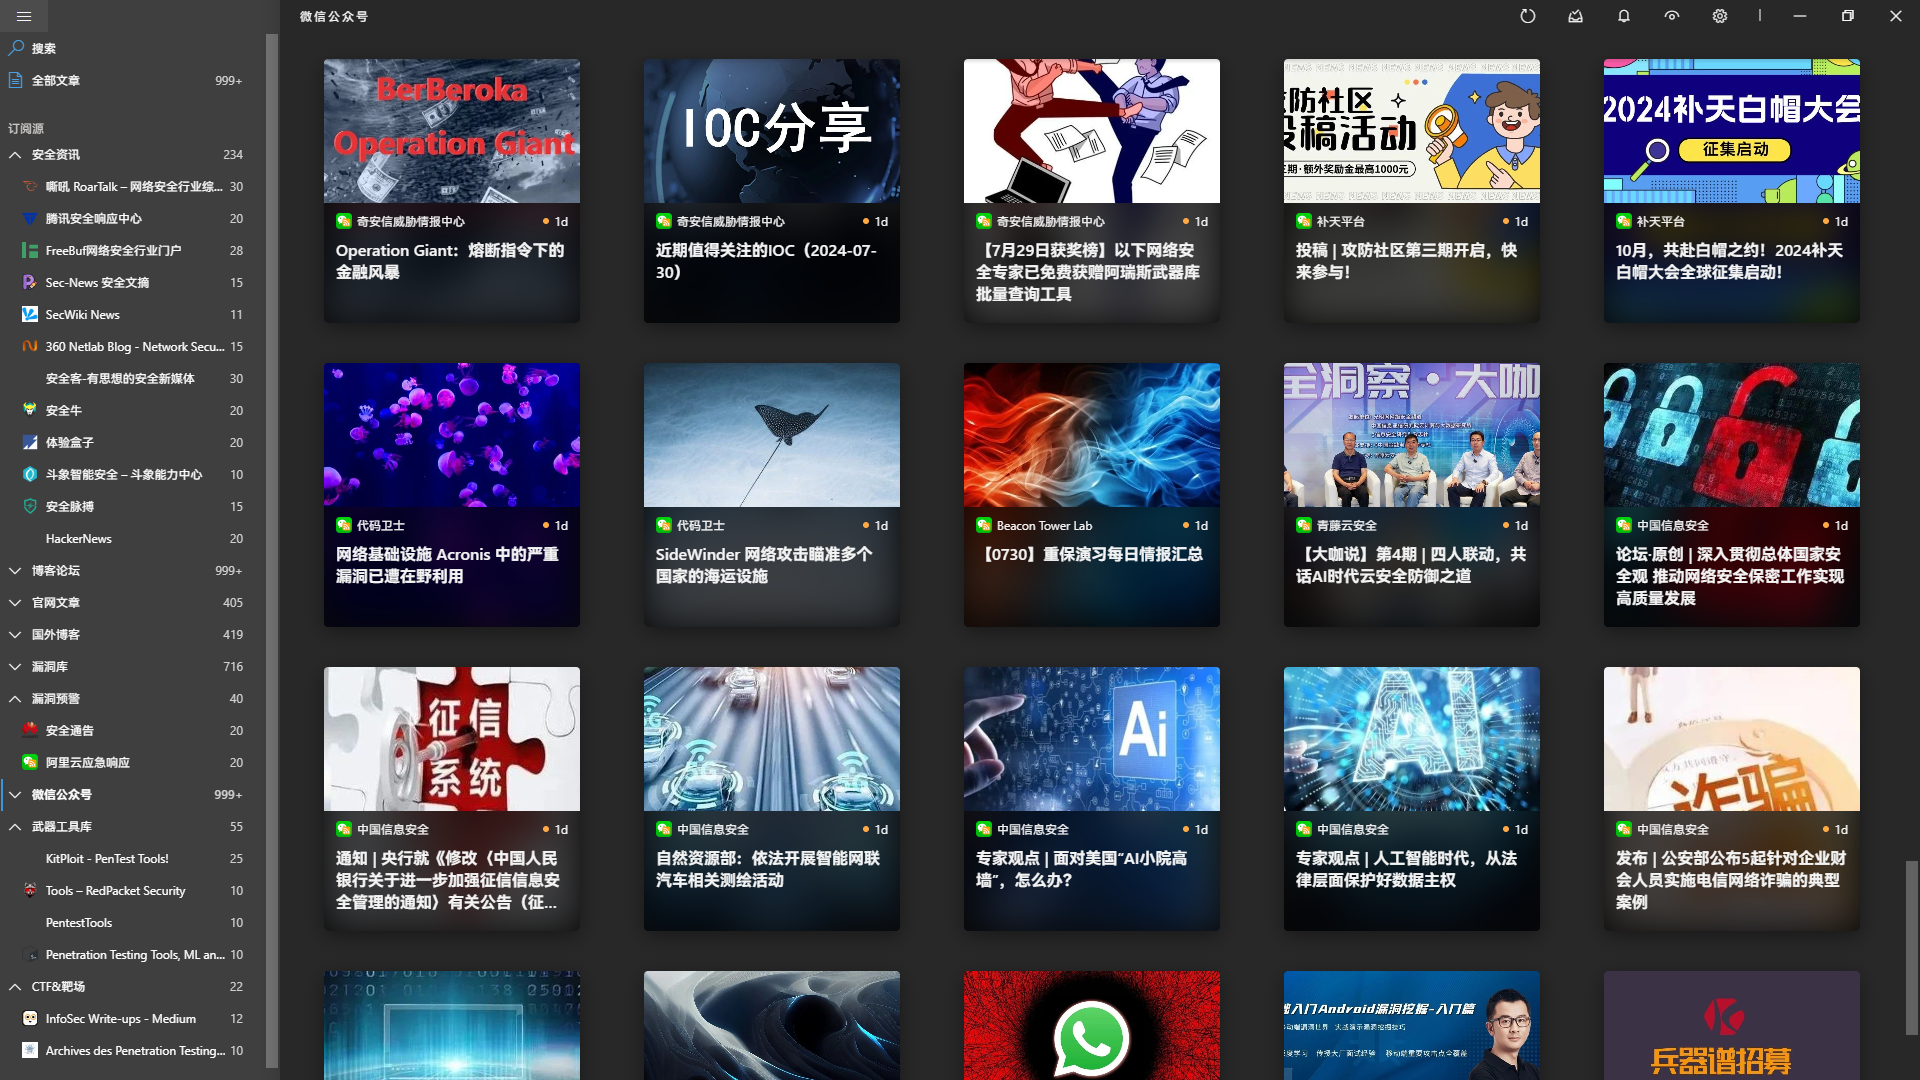 微信公众号
搜索
全部文章 999+
订阅源
安全资讯 234
嘶吼 RoarTalk – 网络安全行业综... 30
腾讯安全响应中心 20
FreeBuf网络安全行业门户 28
Sec-News 安全文摘 15
SecWiki News 11
360 Netlab Blog - Network Secu... 15
安全客-有思想的安全新媒体 30
安全牛 20
体验盒子 20
斗象智能安全 – 斗象能力中心 10
安全脉搏 15
HackerNews 20
博客论坛 999+
官网文章 405
国外博客 419
漏洞库 716
漏洞预警 40
安全通告 20
阿里云应急响应 20
微信公众号 999+
武器工具库 55
KitPloit - PenTest Tools! 25
Tools – RedPacket Security 10
PentestTools 10
Penetration Testing Tools, ML an... 10
CTF&靶场 22
InfoSec Write-ups - Medium 12
Archives des Penetration Testing... 10
BerBeroka
Operation Giant
奇安信威胁情报中心 1d
Operation Giant：熔断指令下的
金融风暴
IOC分享
奇安信威胁情报中心 1d
近期值得关注的IOC（2024-07-
30）
奇安信威胁情报中心 1d
【7月29日获奖榜】以下网络安
全专家已免费获赠阿瑞斯武器库
批量查询工具
NEWS NEWS NEWS NEWS NEWS
防社区
投稿活动
三期·额外奖励金最高1000元
补天平台 1d
投稿 | 攻防社区第三期开启，快
来参与！
2024补天白帽大会
征集启动
补天平台 1d
10月，共赴白帽之约！2024补天
白帽大会全球征集启动！
代码卫士 1d
网络基础设施 Acronis 中的严重
漏洞已遭在野利用
代码卫士 1d
SideWinder 网络攻击瞄准多个
国家的海运设施
Beacon Tower Lab 1d
【0730】重保演习每日情报汇总
全洞察·大咖
青藤云安全 1d
【大咖说】第4期 | 四人联动，共
话AI时代云安全防御之道
中国信息安全 1d
论坛·原创 | 深入贯彻总体国家安
全观 推动网络安全保密工作实现
高质量发展
征信
系统
中国信息安全 1d
通知 | 央行就《修改〈中国人民
银行关于进一步加强征信信息安
全管理的通知〉有关公告（征...
中国信息安全 1d
自然资源部：依法开展智能网联
汽车相关测绘活动
Ai
中国信息安全 1d
专家观点 | 面对美国“AI小院高
墙”，怎么办？
AI
中国信息安全 1d
专家观点 | 人工智能时代，从法
律层面保护好数据主权
诈骗
中国信息安全 1d
发布 | 公安部公布5起针对企业财
会人员实施电信网络诈骗的典型
案例
入门Android漏洞挖掘-入门篇
兵器谱招募